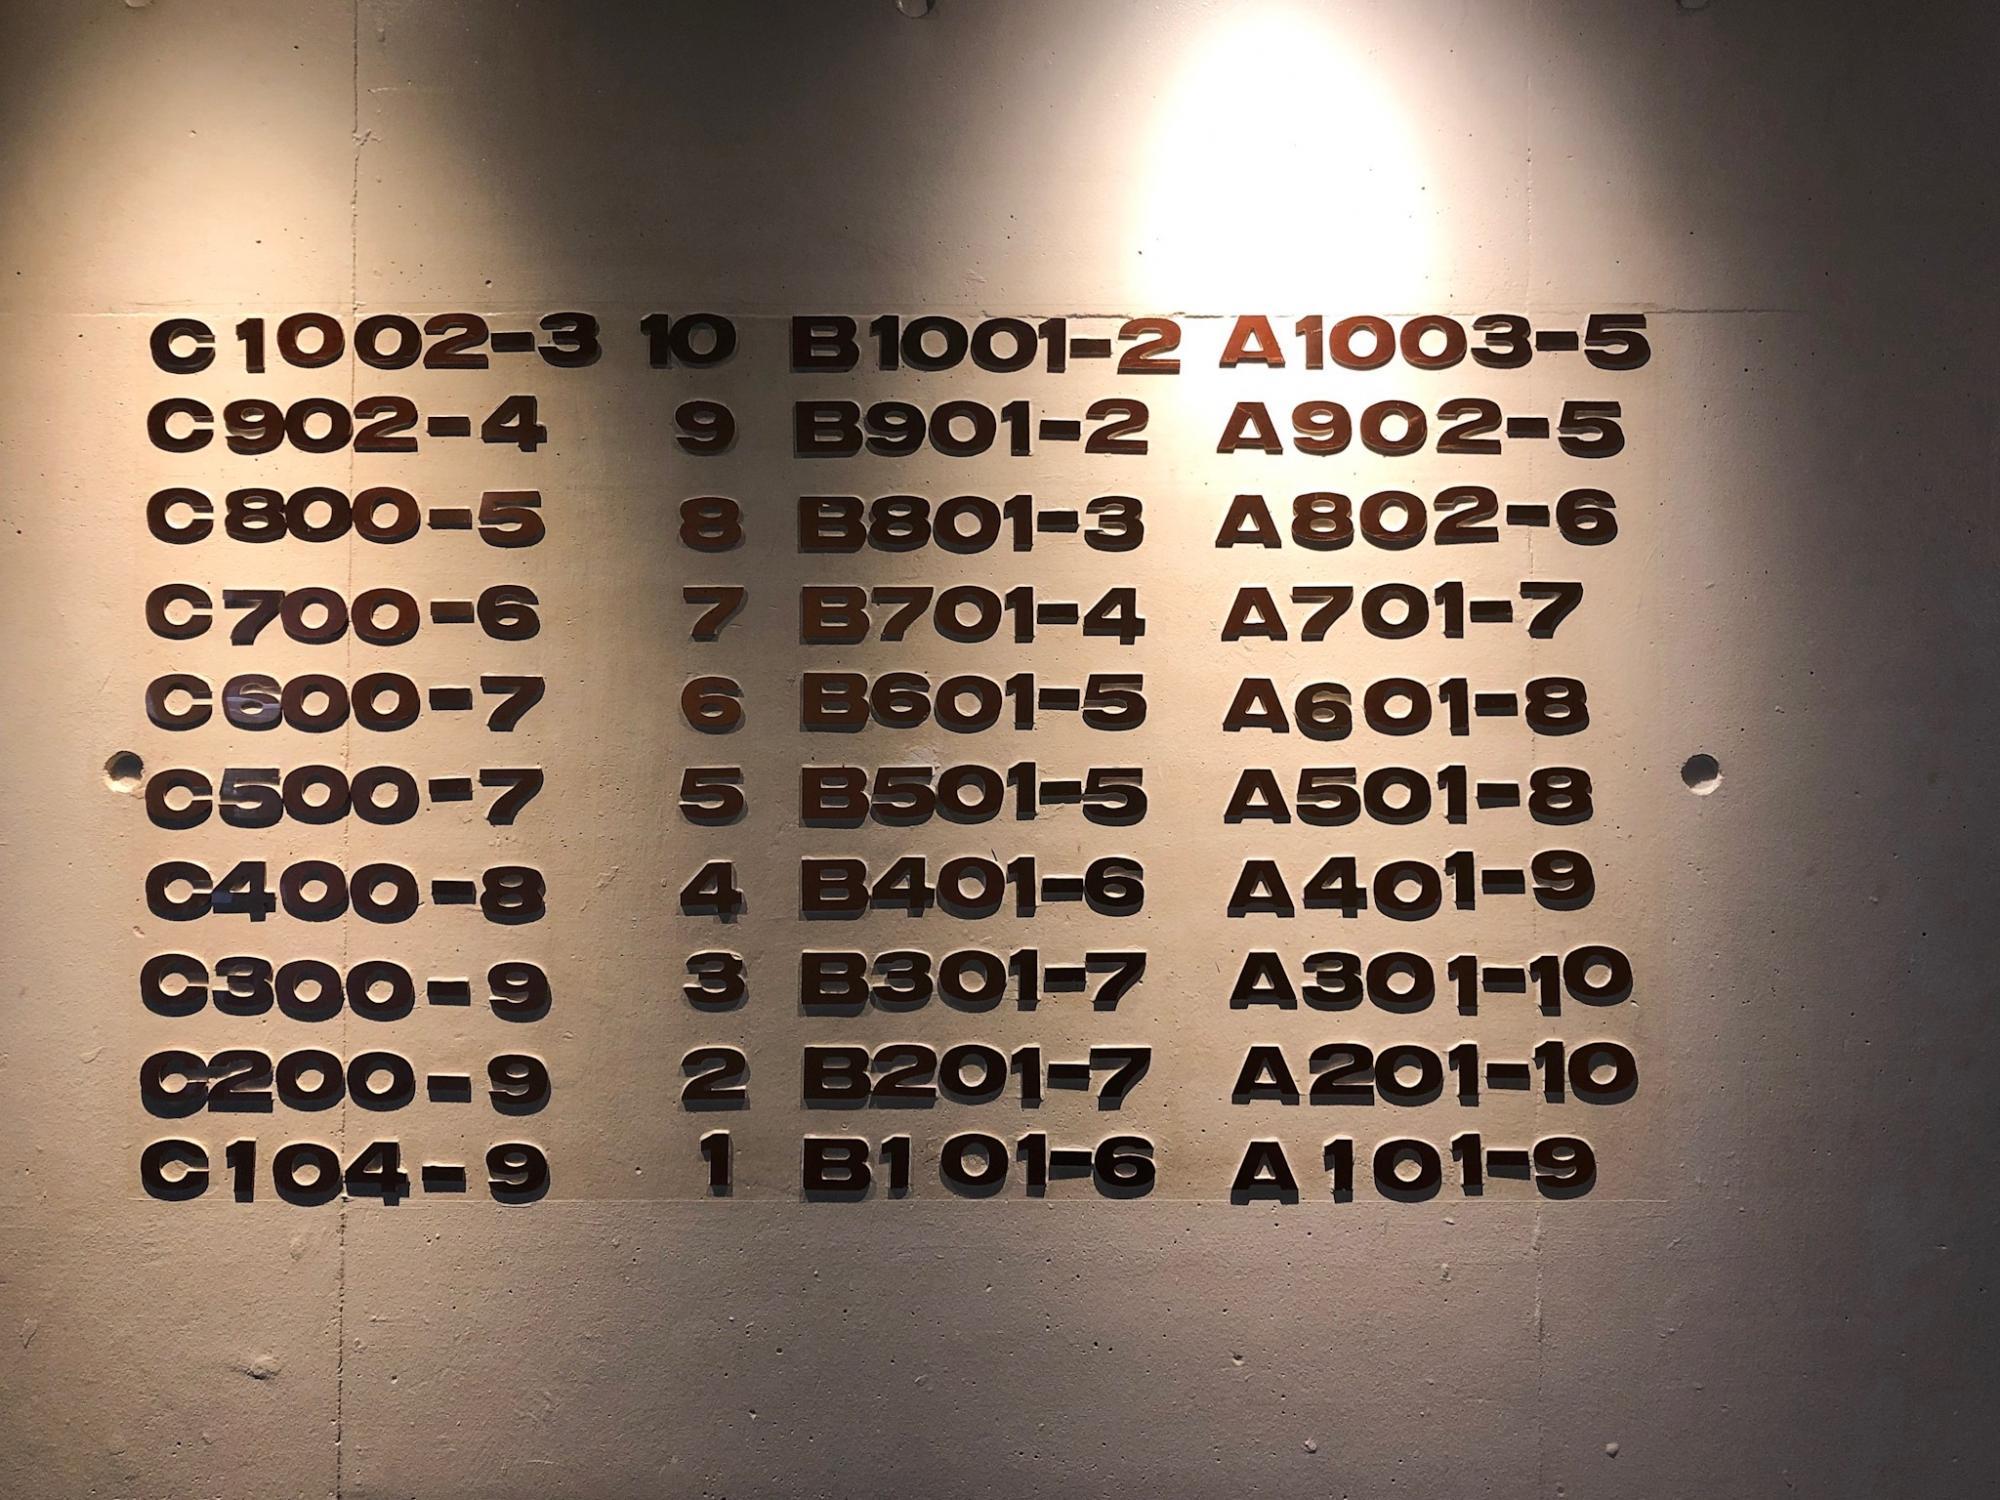 C1002-3 10 B1001-2 A1003-5
C902-4 9 B901-2 A902-5
C800-5 8 B801-3 A802-6
C700-6 7 B701-4 A701-7
C600-7 6 B601-5 A601-8
C500-7 5 B501-5 A501-8
C400-8 4 B401-6 A401-9
C300-9 3 B301-7 A301-10
C200-9 2 B201-7 A201-10
C104-9 1 B101-6 A101-9